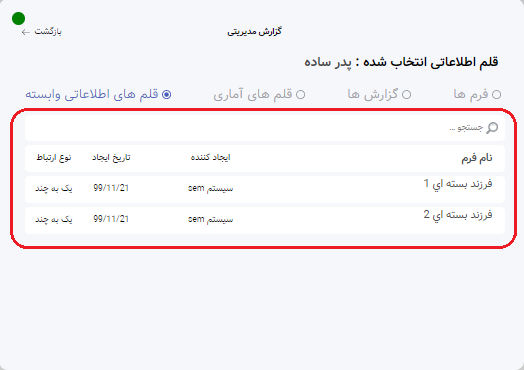 گزارش مدیریتی
بازگشت
قلم اطلاعاتی انتخاب شده : پدر ساده
فرم ها گزارش ها قلم های آماری قلم های اطلاعاتی وابسته
جستجو ...
نام فرم ایجاد کننده تاریخ ایجاد نوع ارتباط
فرزند بسته اي 1 سیستم sem 99/11/21 یک به چند
فرزند بسته اي 2 سیستم sem 99/11/21 یک به چند